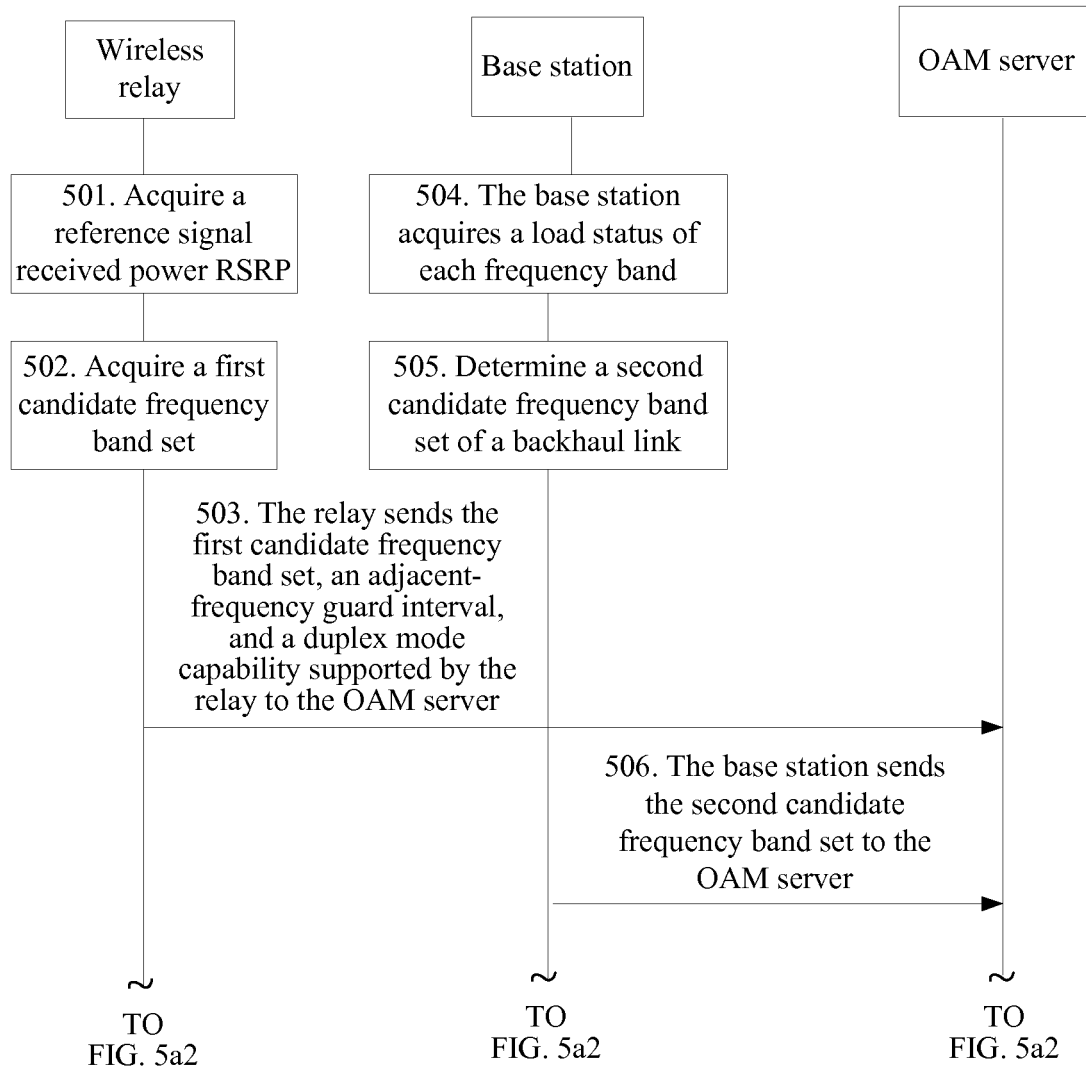 Wireless
relay
Base station
OAM server
501. Acquire a
reference signal
received power RSRP
504. The base station
acquires a load status of
each frequency band
502. Acquire a first
candidate frequency
band set
505. Determine a second
candidate frequency band
set of a backhaul link
503. The relay sends the
first candidate frequency
band set, an adjacent-
frequency guard interval,
and a duplex mode
capability supported by the
relay to the OAM server
506. The base station sends
the second candidate
frequency band set to the
OAM server
TO
FIG. 5a2
TO
FIG. 5a2
TO
FIG. 5a2